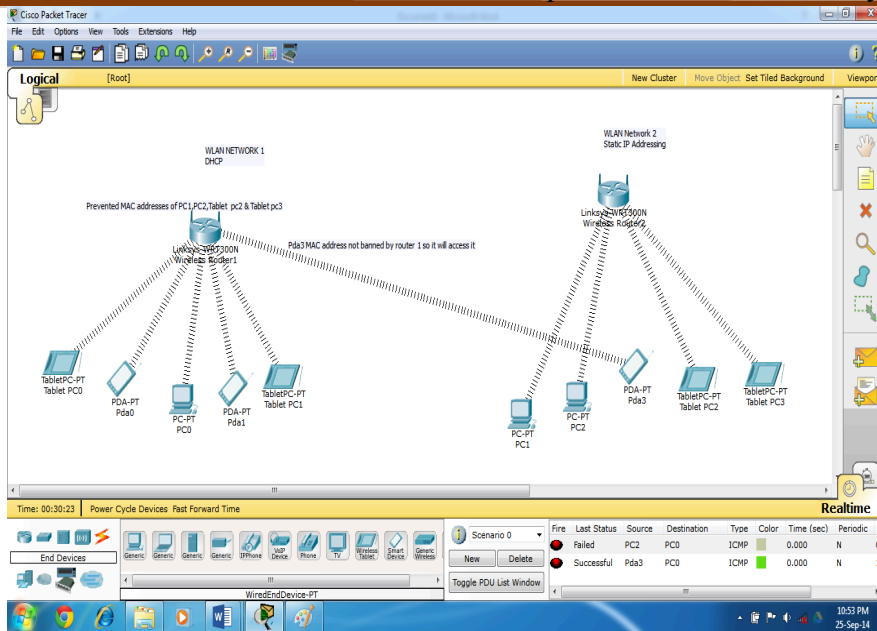 Cisco Packet Tracer
File Edit Options View Tools Extensions Help
Logical
[Root]
New Cluster
Move Object
Set Tiled Background
Viewpor
WLAN NETWORK 1
DHCP
WLAN Network 2
Static IP Addressing
Prevented MAC addresses of PC1,PC2,Tablet pc2 & Tablet pc3
Linksys-WRT300N
Wireless Router1
Linksys-WRT300N
Wireless Router2
Pda3 MAC address not banned by router 1 so it will access it
TabletPC-PT
Tablet PC0
PDA-PT
Pda0
PC-PT
PC0
PDA-PT
Pda1
TabletPC-PT
Tablet PC1
PC-PT
PC1
PC-PT
PC2
PDA-PT
Pda3
TabletPC-PT
Tablet PC2
TabletPC-PT
Tablet PC3
Time: 00:30:23
Power Cycle Devices Fast Forward Time
Realtime
End Devices
Generic
Generic
Generic
Generic
IPPhone
VoIP Device
Phone
TV
Wireless Tablet
Smart Device
Generic Wireless
WiredEndDevice-PT
Scenario 0
New
Delete
Toggle PDU List Window
Fire Last Status Source Destination Type Color Time (sec) Periodic
Failed PC2 PC0 ICMP 0.000 N
Successful Pda3 PC0 ICMP 0.000 N
10:53 PM
25-Sep-14